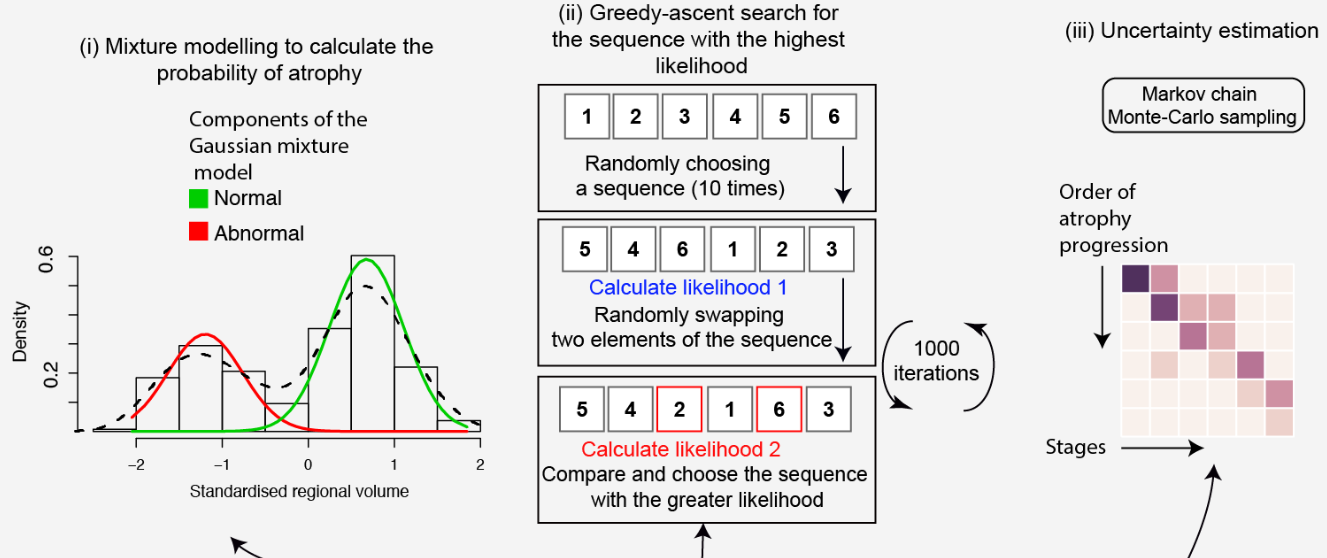 (i) Mixture modelling to calculate the
probability of atrophy
Components of the
Gaussian mixture
model
Normal
Abnormal
0.6
0.2
Density
−2 −1 0 1 2
Standardised regional volume
(ii) Greedy-ascent search for
the sequence with the highest
likelihood
1 2 3 4 5 6
Randomly choosing
a sequence (10 times)
5 4 6 1 2 3
Calculate likelihood 1
Randomly swapping
two elements of the sequence
5 4 2 1 6 3
Calculate likelihood 2
Compare and choose the sequence
with the greater likelihood
1000
iterations
(iii) Uncertainty estimation
Markov chain
Monte-Carlo sampling
Order of
atrophy
progression
Stages